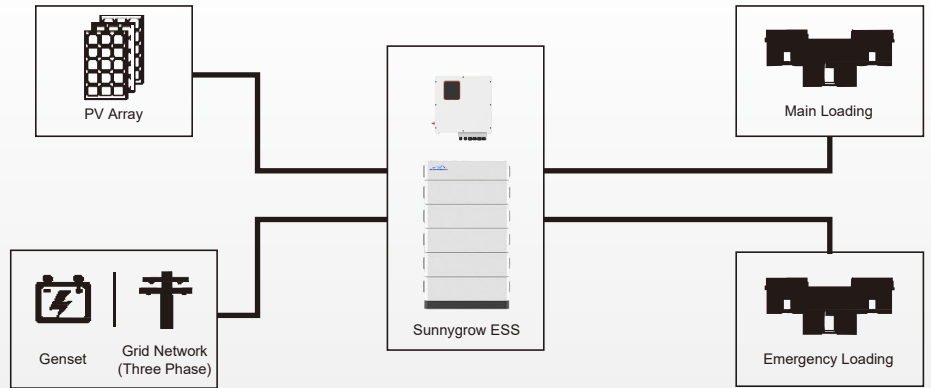 PV Array
Main Loading
Sunnygrow ESS
Genset
Grid Network
(Three Phase)
Emergency Loading